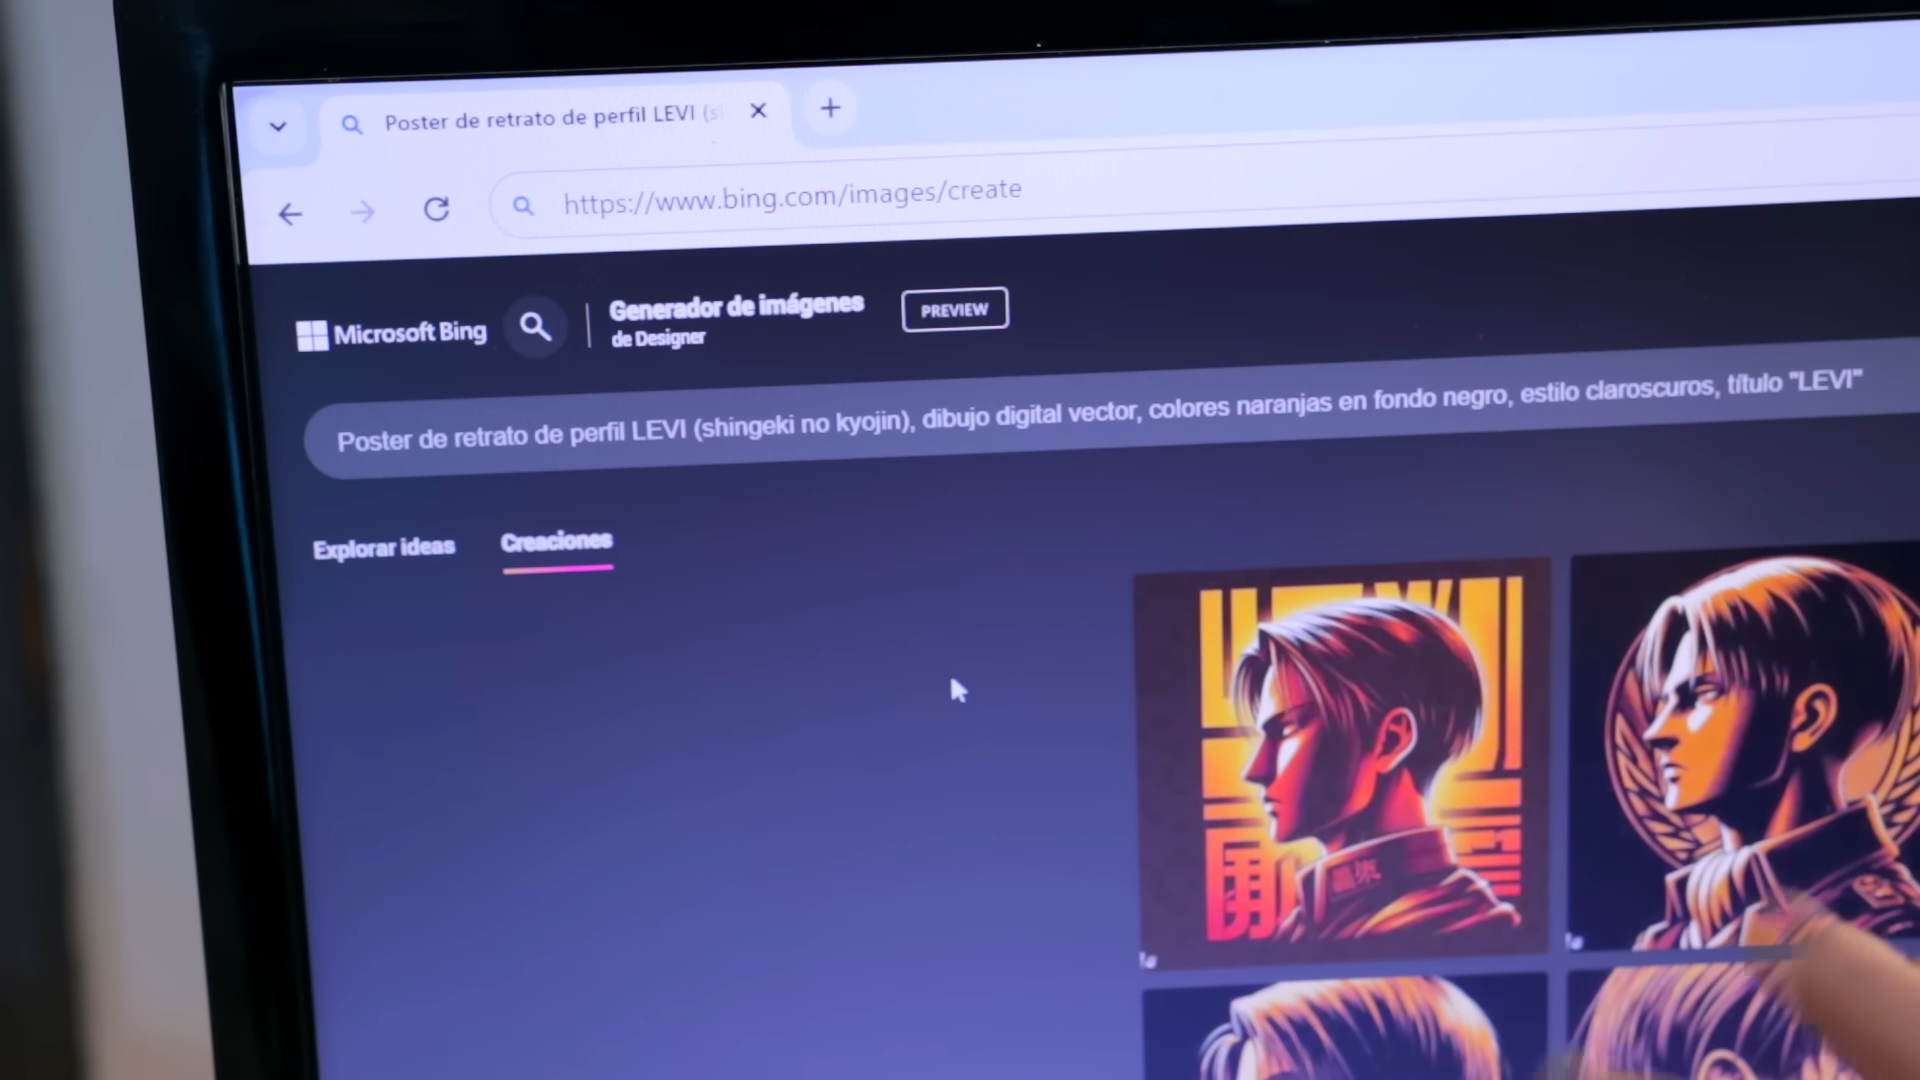 Poster de retrato de perfil LEVI (s
https://www.bing.com/images/create
Microsoft Bing
Generador de imágenes
de Designer
PREVIEW
Poster de retrato de perfil LEVI (shingeki no kyojin), dibujo digital vector, colores naranjas en fondo negro, estilo claroscuros, título "LEVI"
Explorar ideas
Creaciones